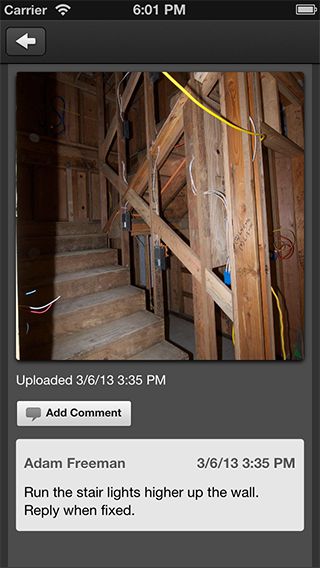 Carrier 6:01 PM
Uploaded 3/6/13 3:35 PM
Add Comment
Adam Freeman 3/6/13 3:35 PM
Run the stair lights higher up the wall.
Reply when fixed.